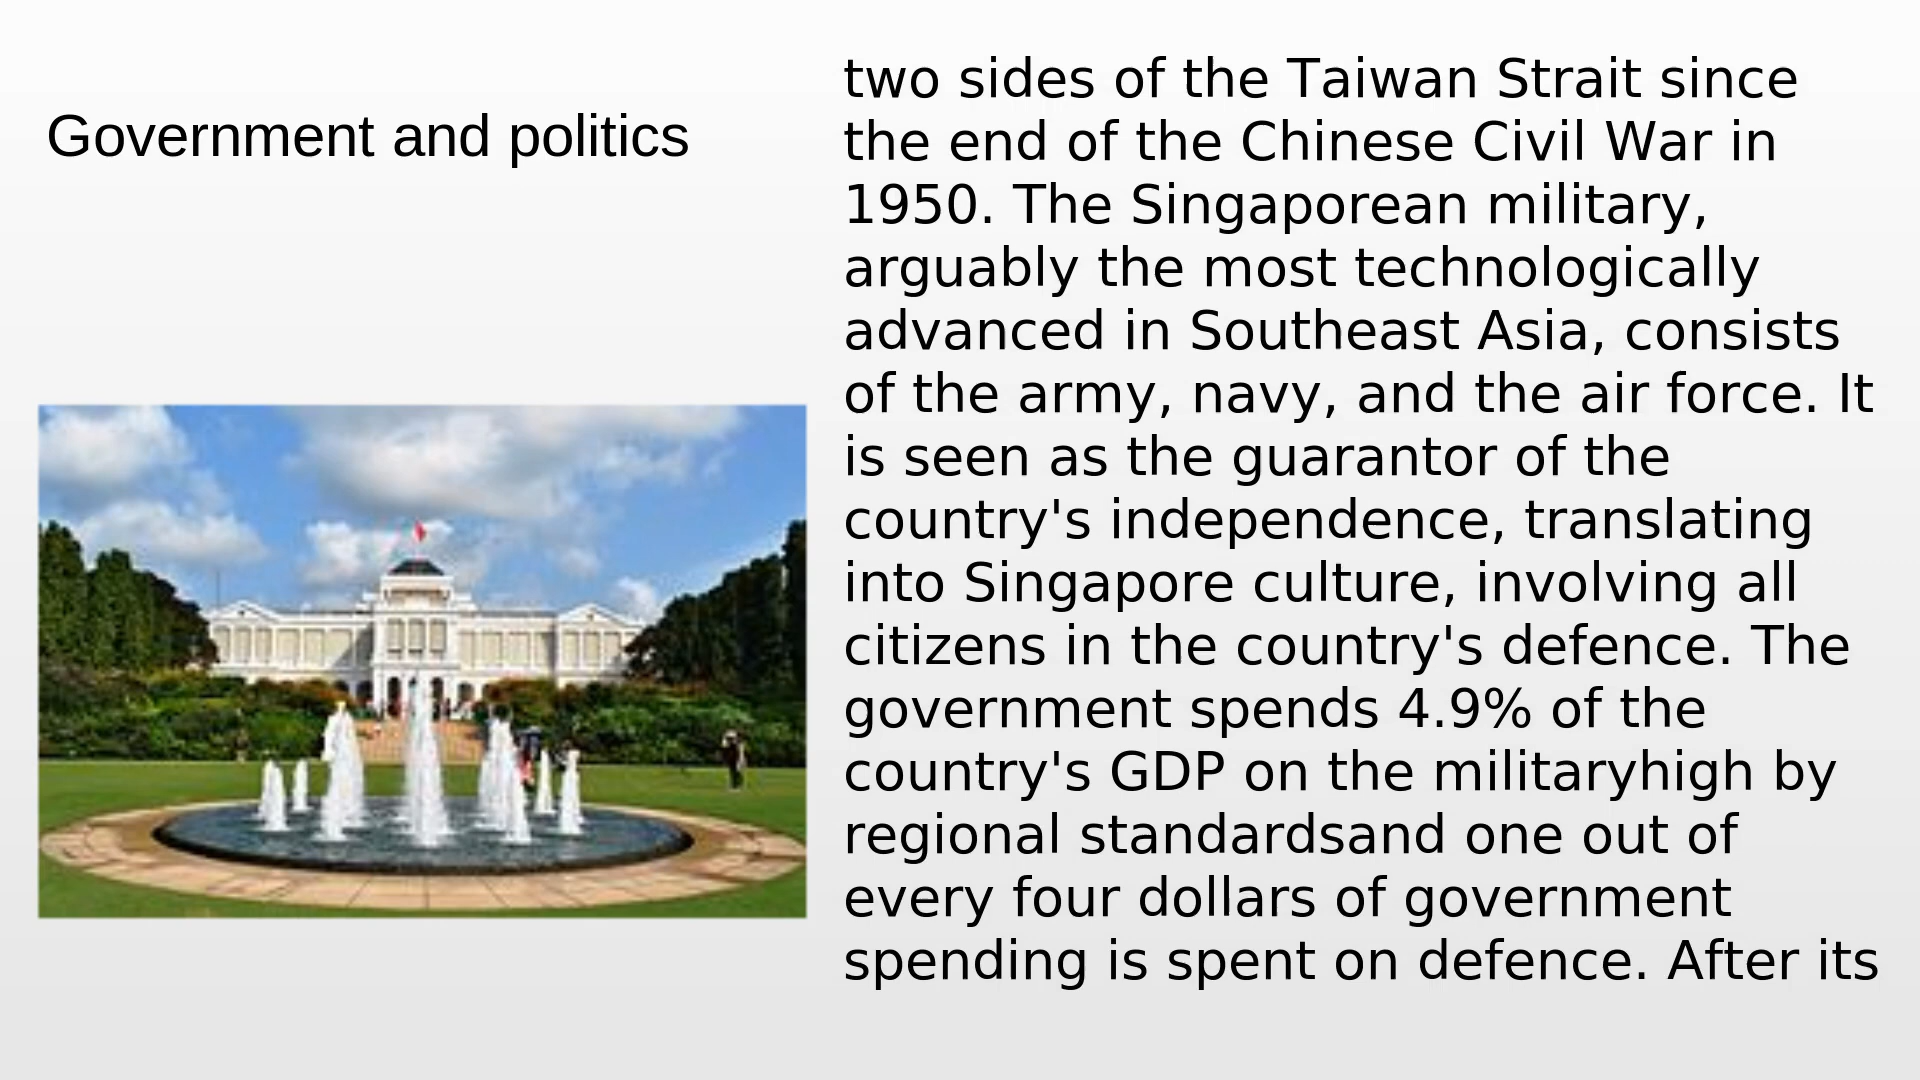 Government and politics
two sides of the Taiwan Strait since
the end of the Chinese Civil War in
1950. The Singaporean military,
arguably the most technologically
advanced in Southeast Asia, consists
of the army, navy, and the air force. It
is seen as the guarantor of the
country's independence, translating
into Singapore culture, involving all
citizens in the country's defence. The
government spends 4.9% of the
country's GDP on the militaryhigh by
regional standardsand one out of
every four dollars of government
spending is spent on defence. After its